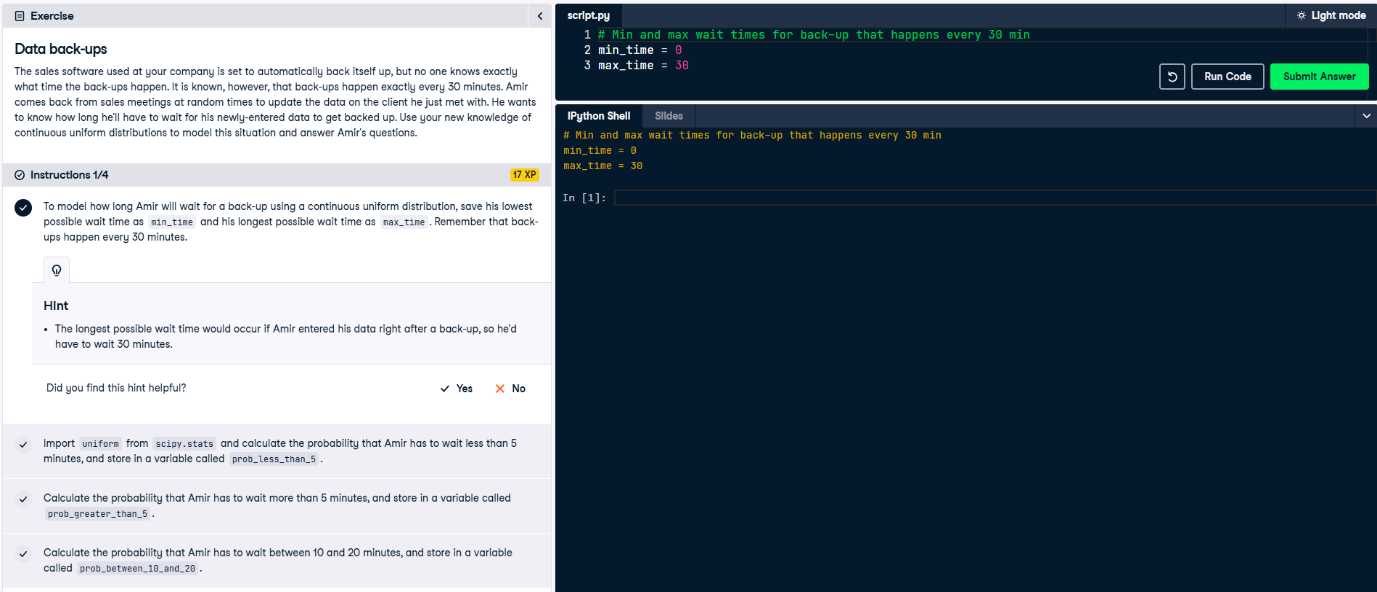 Exercise
Data back-ups
The sales software used at your company is set to automatically back itself up, but no one knows exactly
what time the back-ups happen. It is known, however, that back-ups happen exactly every 30 minutes. Amir
comes back from sales meetings at random times to update the data on the client he just met with. He wants
to know how long he'll have to wait for his newly-entered data to get backed up. Use your new knowledge of
continuous uniform distributions to model this situation and answer Amir's questions.
Instructions 1/4
17 XP
To model how long Amir will wait for a back-up using a continuous uniform distribution, save his lowest
possible wait time as min_time and his longest possible wait time as max_time. Remember that back-
ups happen every 30 minutes.
Hint
• The longest possible wait time would occur if Amir entered his data right after a back-up, so he'd
have to wait 30 minutes.
Did you find this hint helpful?
Yes
No
Import uniform from scipy.stats and calculate the probability that Amir has to wait less than 5
minutes, and store in a variable called prob_less_than_5.
Calculate the probability that Amir has to wait more than 5 minutes, and store in a variable called
prob_greater_than_5.
Calculate the probability that Amir has to wait between 10 and 20 minutes, and store in a variable
called prob_between_10_and_20.
script.py
Light mode
1 # Min and max wait times for back-up that happens every 30 min
2 min_time = 0
3 max_time = 30
Run Code
Submit Answer
IPython Shell
Slides
# Min and max wait times for back-up that happens every 30 min
min_time = 0
max_time = 30
In [1]: